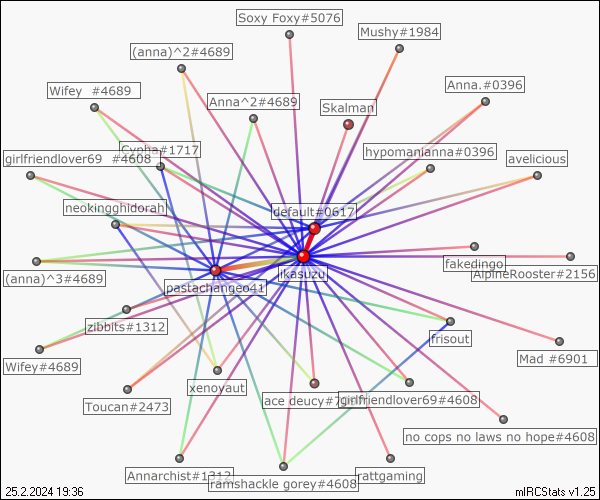 Soxy Foxy#5076
Mushy#1984
(anna)^2#4689
Anna.#0396
Wifey  #4689
Anna^2#4689
Skalman
Cypha#1717
girlfriendlover69  #4608
hypomanianna#0396
avelicious
neokingghidorah
default#0617
(anna)^3#4689
pastachengeo41
ikasuzu
fakedingo
AlpineRooster#2156
zibbits#1312
frisout
Wifey#4689
Mad  #6901
xenoyaut
Toucan#2473
ace deucy
girlfriendlover69#4608
no cops no laws no hope#4608
Annarchist#1312
ramshackle gorey#4608
rattgaming
25.2.2024 19:36
mIRCStats v1.25